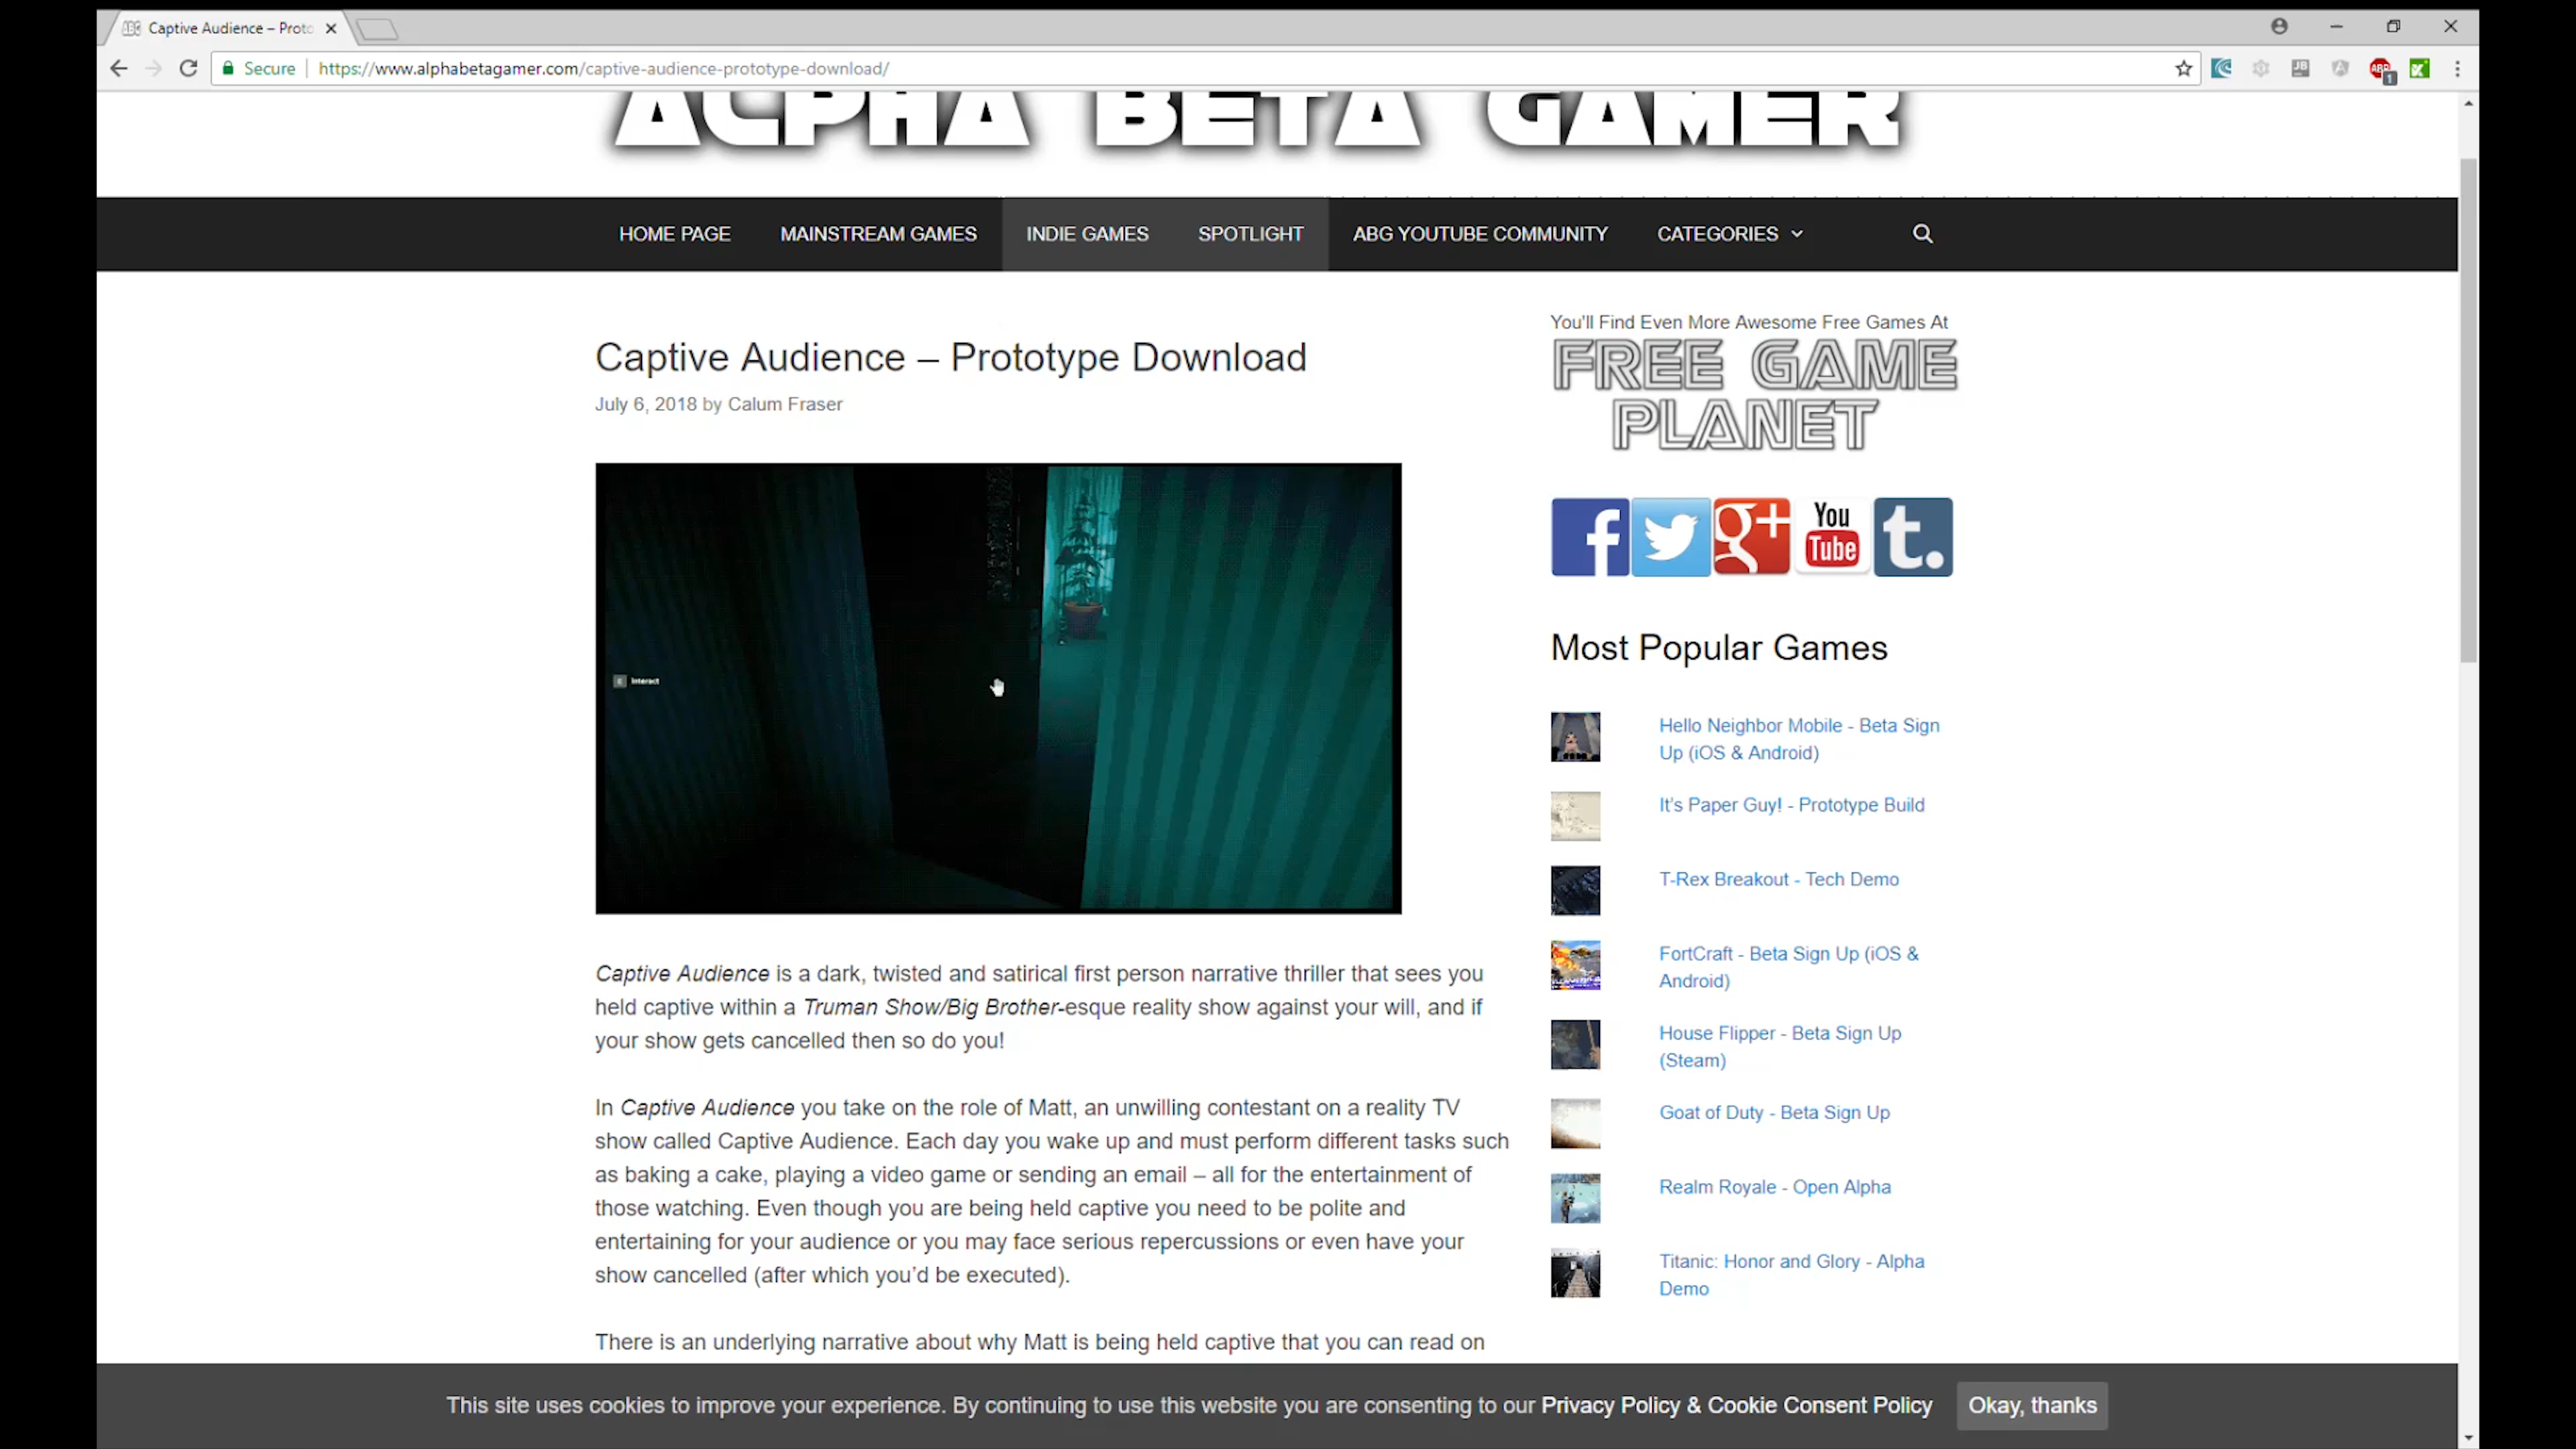 Captive Audience – Proto
Secure
https://www.alphabetagamer.com/captive-audience-prototype-download/
ALPHA BETA GAMER
HOME PAGE
MAINSTREAM GAMES
INDIE GAMES
SPOTLIGHT
ABG YOUTUBE COMMUNITY
CATEGORIES
Captive Audience – Prototype Download
July 6, 2018 by Calum Fraser
E Interact
Captive Audience is a dark, twisted and satirical first person narrative thriller that sees you
held captive within a Truman Show/Big Brother-esque reality show against your will, and if
your show gets cancelled then so do you!
In Captive Audience you take on the role of Matt, an unwilling contestant on a reality TV
show called Captive Audience. Each day you wake up and must perform different tasks such
as baking a cake, playing a video game or sending an email – all for the entertainment of
those watching. Even though you are being held captive you need to be polite and
entertaining for your audience or you may face serious repercussions or even have your
show cancelled (after which you’d be executed).
There is an underlying narrative about why Matt is being held captive that you can read on
You'll Find Even More Awesome Free Games At
FREE GAME
PLANET
f
g+
You
Tube
t.
Most Popular Games
Hello Neighbor Mobile - Beta Sign
Up (iOS & Android)
It’s Paper Guy! - Prototype Build
T-Rex Breakout - Tech Demo
FortCraft - Beta Sign Up (iOS &
Android)
House Flipper - Beta Sign Up
(Steam)
Goat of Duty - Beta Sign Up
Realm Royale - Open Alpha
Titanic: Honor and Glory - Alpha
Demo
This site uses cookies to improve your experience. By continuing to use this website you are consenting to our Privacy Policy & Cookie Consent Policy
Okay, thanks
ABP
1
JB